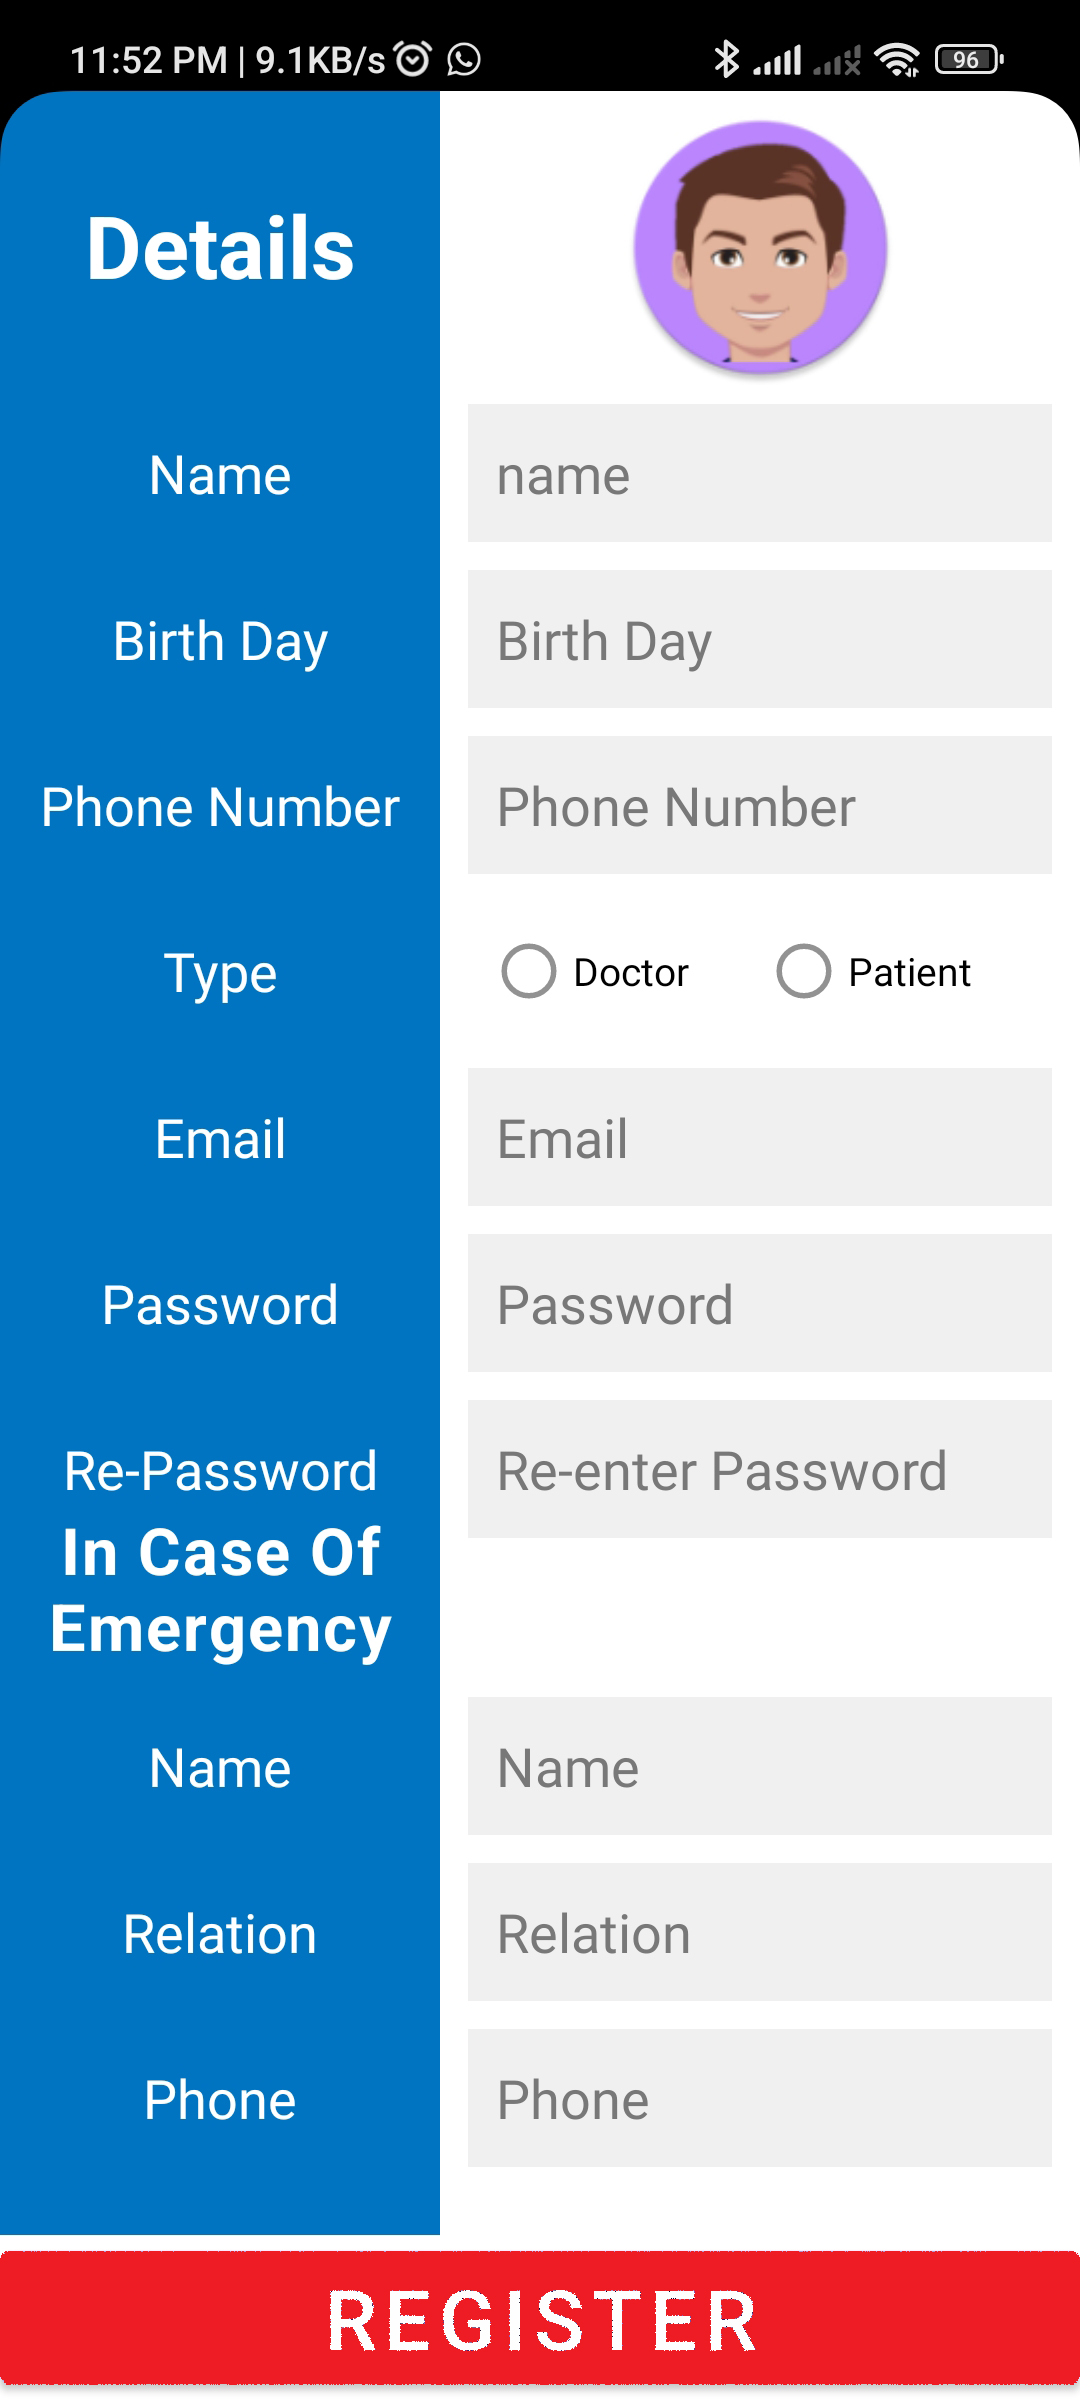 11:52 PM | 9.1KB/s 96
Details
Name name
Birth Day Birth Day
Phone Number Phone Number
Type Doctor Patient
Email Email
Password Password
Re-Password Re-enter Password
In Case Of
Emergency
Name Name
Relation Relation
Phone Phone
REGISTER